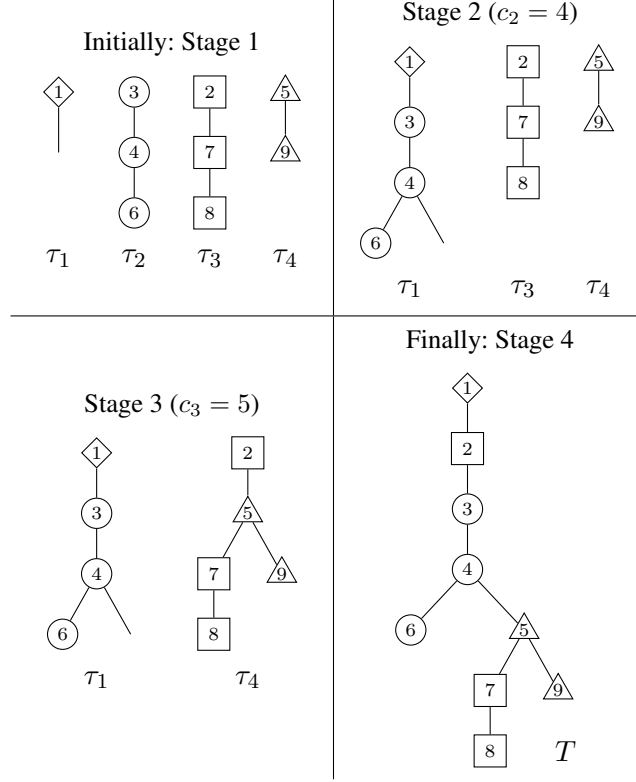 Initially: Stage 1
1 3 2 5
4 7 9
6 8
τ₁ τ₂ τ₃ τ₄
Stage 2 (c₂ = 4)
1 2 5
3 7 9
4 8
6
τ₁ τ₃ τ₄
Stage 3 (c₃ = 5)
1 2
3 5
4 7 9
6 8
τ₁ τ₄
Finally: Stage 4
1
2
3
4
6 5
7 9
8 T